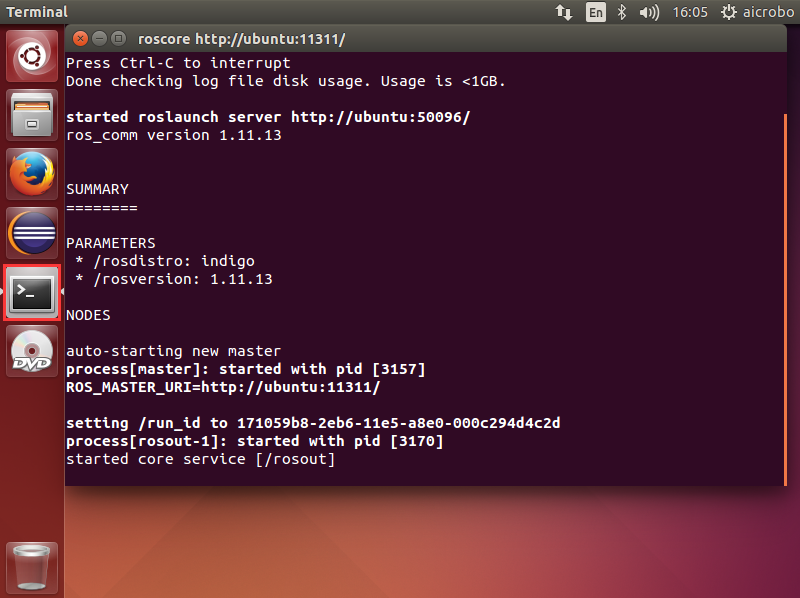 Terminal
En
16:05
aicrobo
roscore http://ubuntu:11311/
Press Ctrl-C to interrupt
Done checking log file disk usage. Usage is <1GB.
started roslaunch server http://ubuntu:50096/
ros_comm version 1.11.13
SUMMARY
========
PARAMETERS
* /rosdistro: indigo
* /rosversion: 1.11.13
NODES
auto-starting new master
process[master]: started with pid [3157]
ROS_MASTER_URI=http://ubuntu:11311/
setting /run_id to 171059b8-2eb6-11e5-a8e0-000c294d4c2d
process[rosout-1]: started with pid [3170]
started core service [/rosout]
>_
DVD